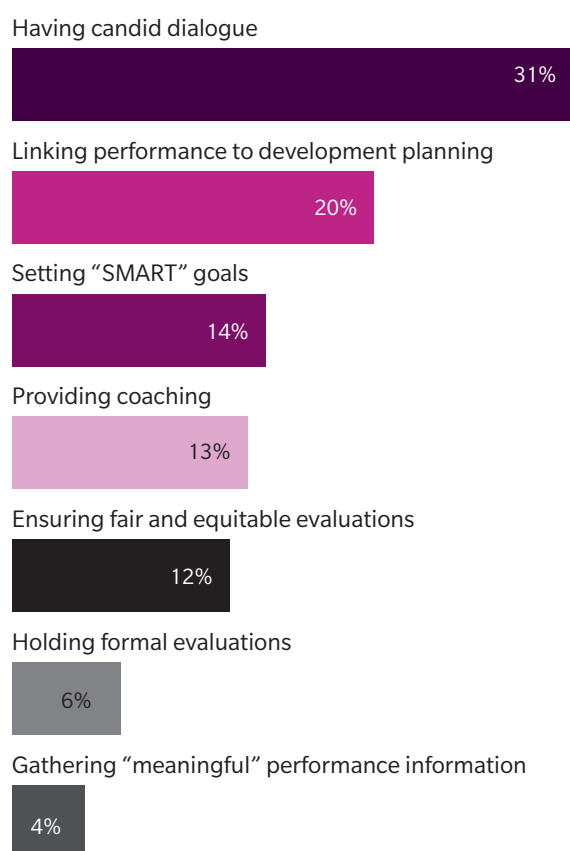 Having candid dialogue
31%
Linking performance to development planning
20%
Setting “SMART” goals
14%
Providing coaching
13%
Ensuring fair and equitable evaluations
12%
Holding formal evaluations
6%
Gathering “meaningful” performance information
4%